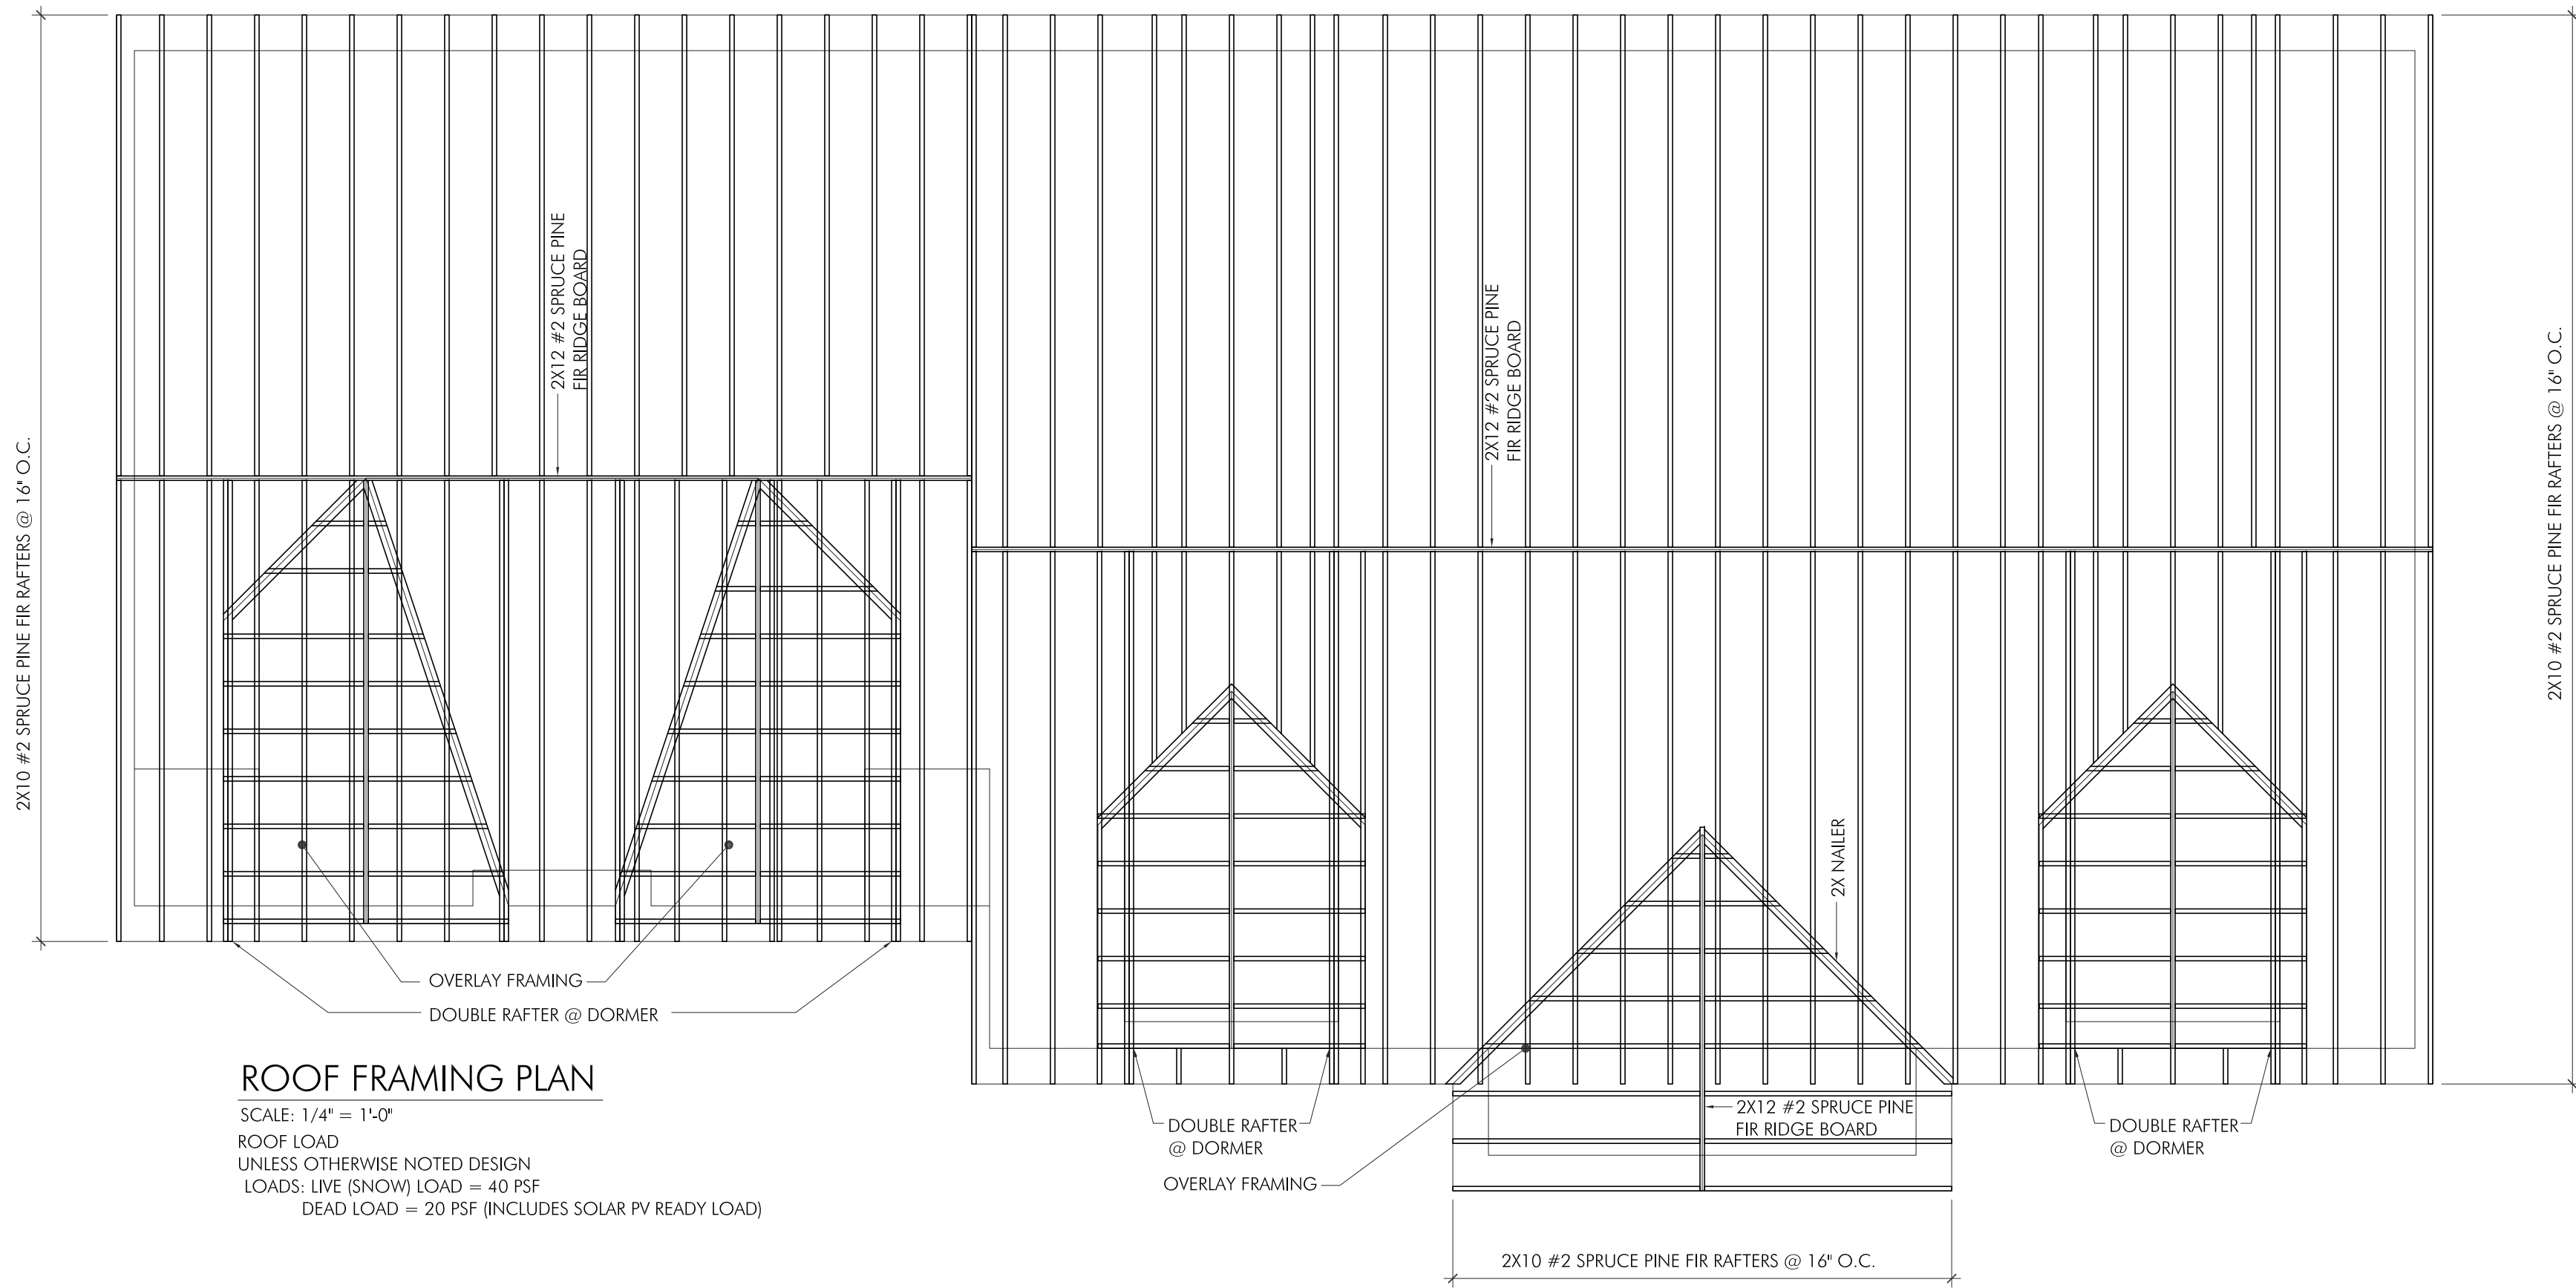 2X12 #2 SPRUCE PINE
FIR RIDGE BOARD
2X12 #2 SPRUCE PINE
FIR RIDGE BOARD
2X10 #2 SPRUCE PINE FIR RAFTERS @ 16" O.C.
2X10 #2 SPRUCE PINE FIR RAFTERS @ 16" O.C.
2X NAILER
OVERLAY FRAMING
DOUBLE RAFTER @ DORMER
ROOF FRAMING PLAN
SCALE: 1/4" = 1'-0"
ROOF LOAD
UNLESS OTHERWISE NOTED DESIGN
LOADS: LIVE (SNOW) LOAD = 40 PSF
DEAD LOAD = 20 PSF (INCLUDES SOLAR PV READY LOAD)
DOUBLE RAFTER
@ DORMER
OVERLAY FRAMING
2X12 #2 SPRUCE PINE
FIR RIDGE BOARD
DOUBLE RAFTER
@ DORMER
2X10 #2 SPRUCE PINE FIR RAFTERS @ 16" O.C.